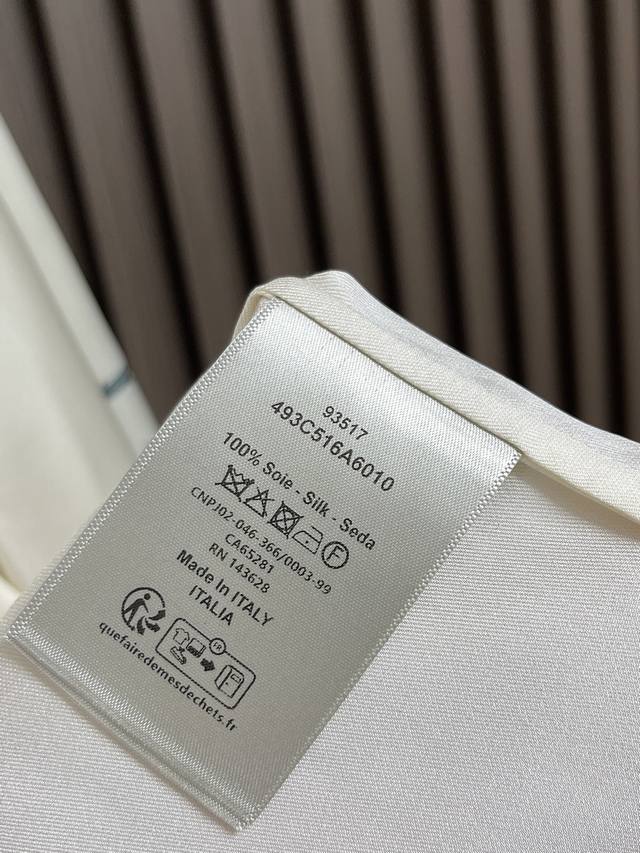 93517
493C516A6010
100% Soie - Silk - Seda
F
CNPJ02-046-366/0003-99
CA65281
RN 143628
Made In ITALY
ITALIA
FR
quefairedemesdechets.fr